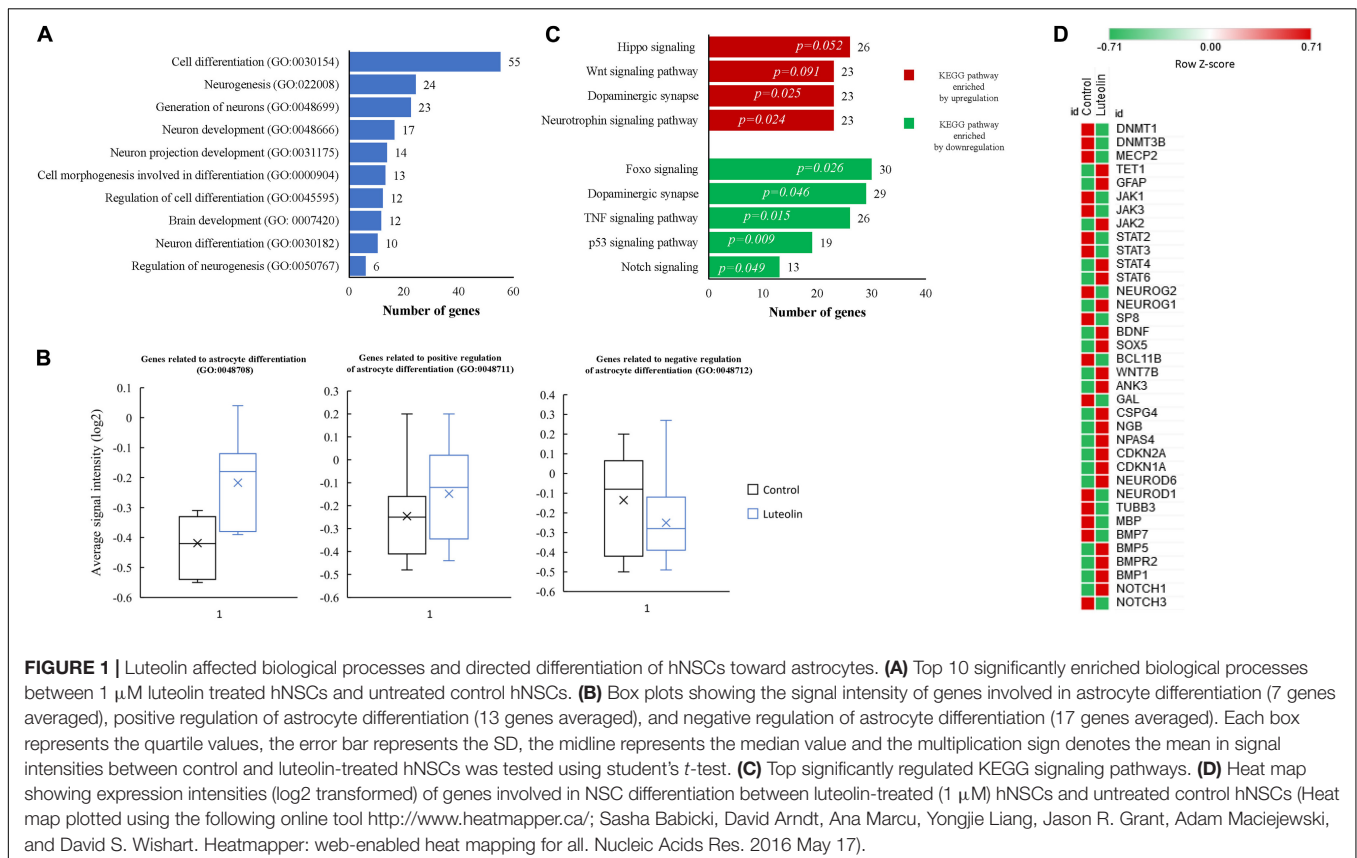 A
Cell differentiation (GO:0030154)
55
Neurogenesis (GO:022008)
24
Generation of neurons (GO:0048699)
23
Neuron development (GO:0048666)
17
Neuron projection development (GO:0031175)
14
Cell morphogenesis involved in differentiation (GO:0000904)
13
Regulation of cell differentiation (GO:0045595)
12
Brain development (GO: 0007420)
12
Neuron differentiation (GO:0030182)
10
Regulation of neurogenesis (GO:0050767)
6
0 20 40 60
Number of genes
C
Hippo signaling p=0.052 26
Wnt signaling pathway p=0.091 23
Dopaminergic synapse p=0.025 23
Neurotrophin signaling pathway p=0.024 23
Foxo signaling p=0.026 30
Dopaminergic synapse p=0.046 29
TNF signaling pathway p=0.015 26
p53 signaling pathway p=0.009 19
Notch signaling p=0.049 13
0 10 20 30 40
Number of genes
KEGG pathway
enriched
by upregulation
KEGG pathway
enriched
by downregulation
D
-0.71 0.00 0.71
Row Z-score
id Control Luteolin id
DNMT1
DNMT3B
MECP2
TET1
GFAP
JAK1
JAK3
JAK2
STAT2
STAT3
STAT4
STAT6
NEUROG2
NEUROG1
SP8
BDNF
SOX5
BCL11B
WNT7B
ANK3
GAL
CSPG4
NGB
NPAS4
CDKN2A
CDKN1A
NEUROD6
NEUROD1
TUBB3
MBP
BMP7
BMP5
BMPR2
BMP1
NOTCH1
NOTCH3
B
Genes related to astrocyte differentiation
(GO:0048708)
Average signal intensity (log2)
0.1
0
-0.1
-0.2
-0.3
-0.4
-0.5
-0.6
1
Genes related to positive regulation
of astrocyte differentiation (GO:0048711)
0.3
0.2
0.1
0
-0.1
-0.2
-0.3
-0.4
-0.5
-0.6
1
Genes related to negative regulation
of astrocyte differentiation (GO:0048712)
0.4
0.3
0.2
0.1
0
-0.1
-0.2
-0.3
-0.4
-0.5
-0.6
1
Control
Luteolin
FIGURE 1 | Luteolin affected biological processes and directed differentiation of hNSCs toward astrocytes. (A) Top 10 significantly enriched biological processes
between 1 μM luteolin treated hNSCs and untreated control hNSCs. (B) Box plots showing the signal intensity of genes involved in astrocyte differentiation (7 genes
averaged), positive regulation of astrocyte differentiation (13 genes averaged), and negative regulation of astrocyte differentiation (17 genes averaged). Each box
represents the quartile values, the error bar represents the SD, the midline represents the median value and the multiplication sign denotes the mean in signal
intensities between control and luteolin-treated hNSCs was tested using student's t-test. (C) Top significantly regulated KEGG signaling pathways. (D) Heat map
showing expression intensities (log2 transformed) of genes involved in NSC differentiation between luteolin-treated (1 μM) hNSCs and untreated control hNSCs (Heat
map plotted using the following online tool http://www.heatmapper.ca/; Sasha Babicki, David Arndt, Ana Marcu, Yongjie Liang, Jason R. Grant, Adam Maciejewski,
and David S. Wishart. Heatmapper: web-enabled heat mapping for all. Nucleic Acids Res. 2016 May 17).